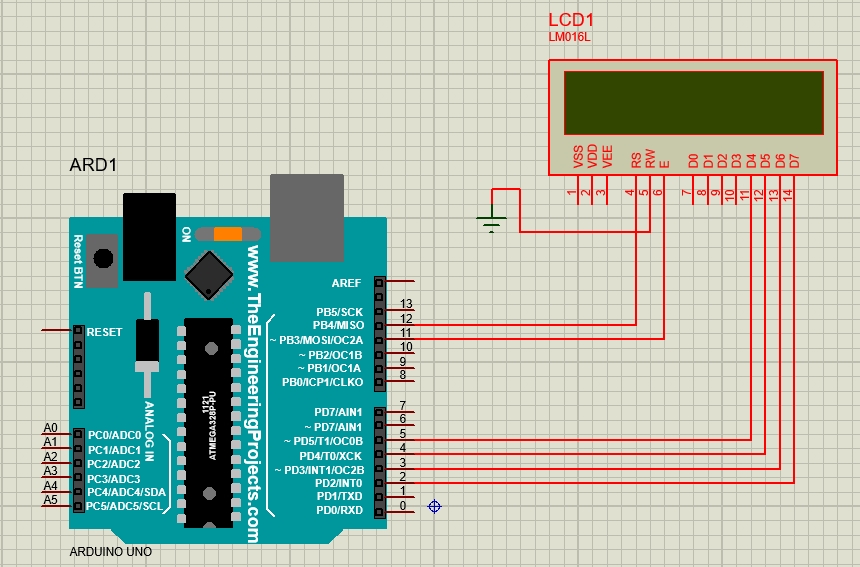 LCD1
LM016L
VSS
VDD
VEE
RS
RW
E
D0
D1
D2
D3
D4
D5
D6
D7
1
2
3
4
5
6
7
8
9
10
11
12
13
14
ARD1
Reset BTN
ON
www.TheEngineeringProjects.com
AREF
13
PB5/SCK
12
PB4/MISO
11
~ PB3/MOSI/OC2A
10
~ PB2/OC1B
9
~ PB1/OC1A
8
PB0/ICP1/CLKO
RESET
1121
ATMEGA328P-PU
ANALOG IN
7
PD7/AIN1
6
~ PD7/AIN1
5
~ PD5/T1/OC0B
4
PD4/T0/XCK
3
~ PD3/INT1/OC2B
2
PD2/INT0
1
PD1/TXD
0
PD0/RXD
A0
PC0/ADC0
A1
PC1/ADC1
A2
PC2/ADC2
A3
PC3/ADC3
A4
PC4/ADC4/SDA
A5
PC5/ADC5/SCL
ARDUINO UNO